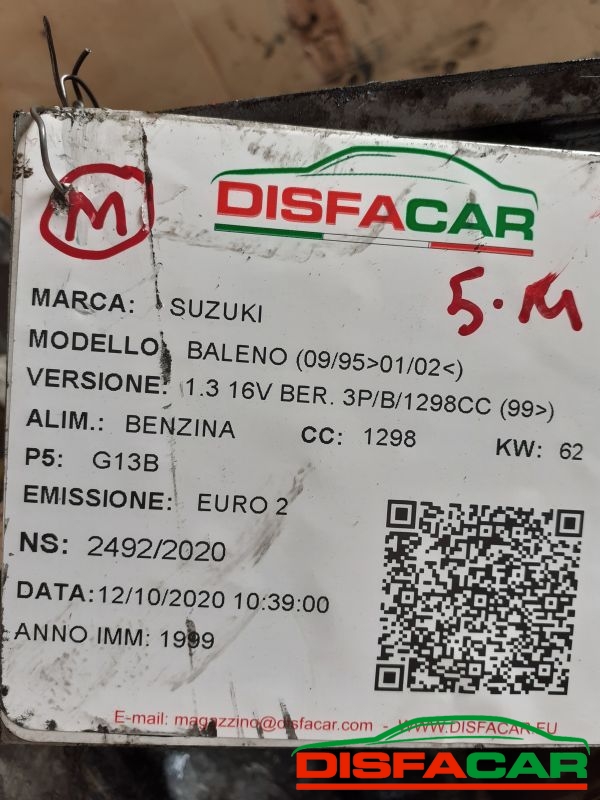 M
DISFACAR
5.M
MARCA: SUZUKI
MODELLO: BALENO (09/95>01/02<)
VERSIONE: 1.3 16V BER. 3P/B/1298CC (99>)
ALIM.: BENZINA CC: 1298 KW: 62
P5: G13B
EMISSIONE: EURO 2
NS: 2492/2020
DATA:12/10/2020 10:39:00
ANNO IMM: 1999
E-mail: magazzino@disfacar.com - WWW.DISFACAR.EU
DISFACAR